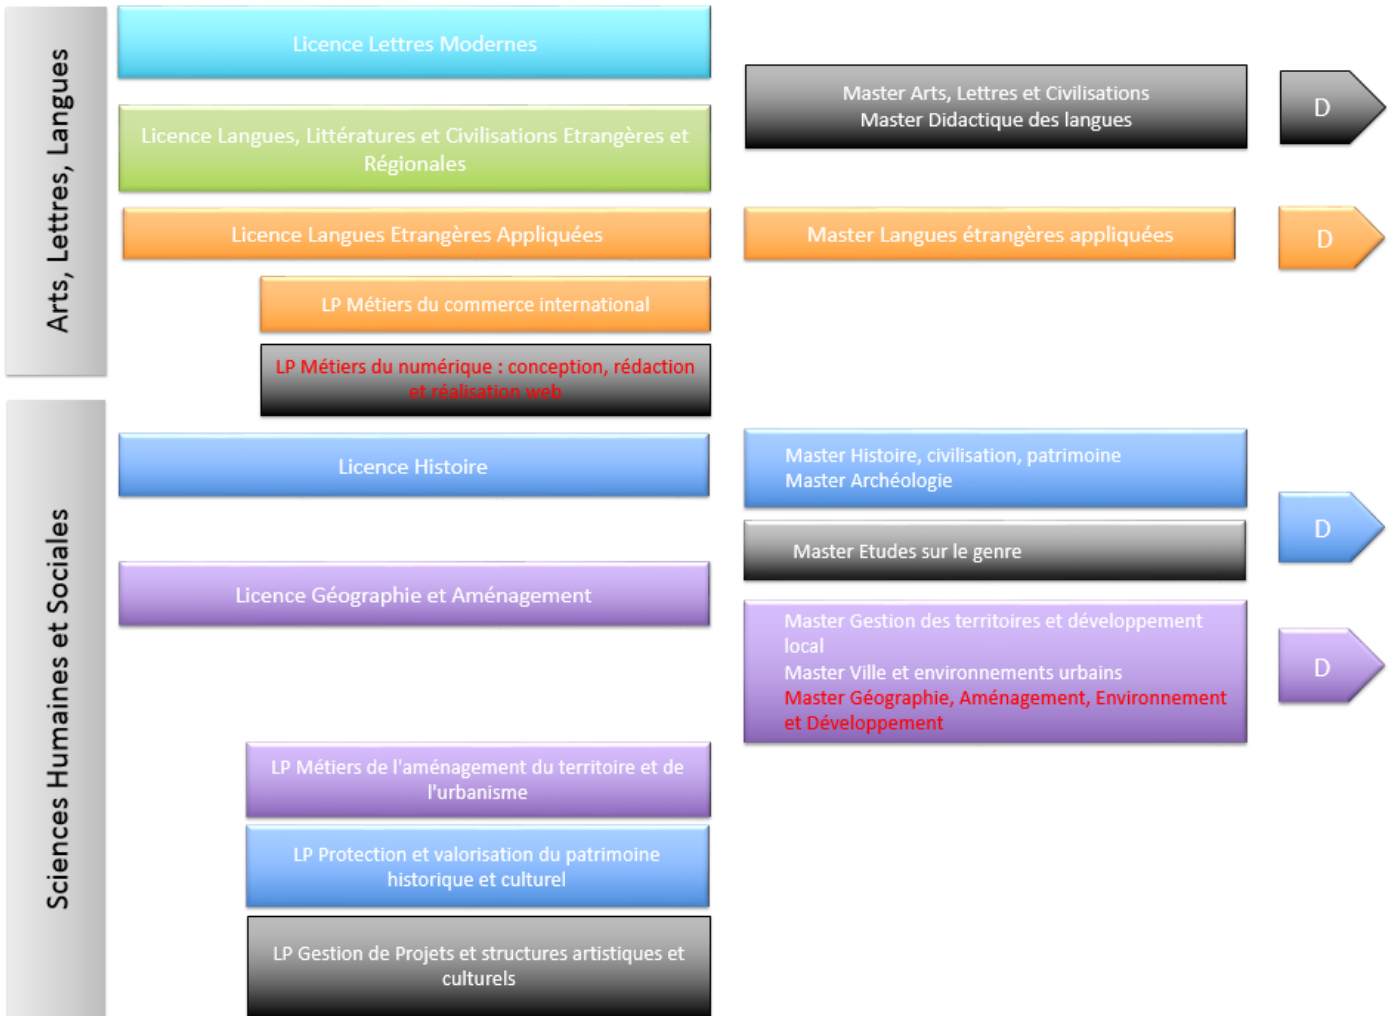 Arts, Lettres, Langues
Licence Lettres Modernes
Licence Langues, Littératures et Civilisations Etrangères et
Régionales
Master Arts, Lettres et Civilisations
Master Didactique des langues
D
Licence Langues Etrangères Appliquées
Master Langues étrangères appliquées
D
LP Métiers du commerce international
LP Métiers du numérique : conception, rédaction
et réalisation web
Sciences Humaines et Sociales
Licence Histoire
Master Histoire, civilisation, patrimoine
Master Archéologie
D
Master Etudes sur le genre
Licence Géographie et Aménagement
Master Gestion des territoires et développement
local
Master Ville et environnements urbains
Master Géographie, Aménagement, Environnement
et Développement
D
LP Métiers de l'aménagement du territoire et de
l'urbanisme
LP Protection et valorisation du patrimoine
historique et culturel
LP Gestion de Projets et structures artistiques et
culturels